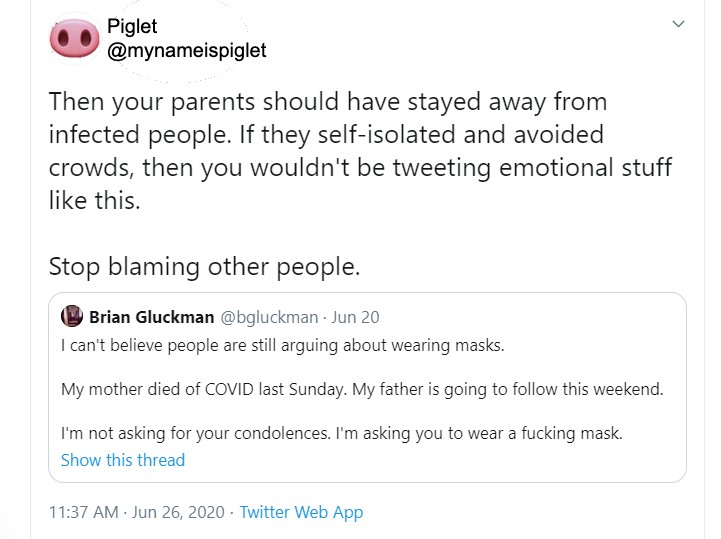 Piglet
@mynameispiglet
Then your parents should have stayed away from
infected people. If they self-isolated and avoided
crowds, then you wouldn't be tweeting emotional stuff
like this.
Stop blaming other people.
Brian Gluckman @bgluckman · Jun 20
I can't believe people are still arguing about wearing masks.
My mother died of COVID last Sunday. My father is going to follow this weekend.
I'm not asking for your condolences. I'm asking you to wear a fucking mask.
Show this thread
11:37 AM · Jun 26, 2020 · Twitter Web App